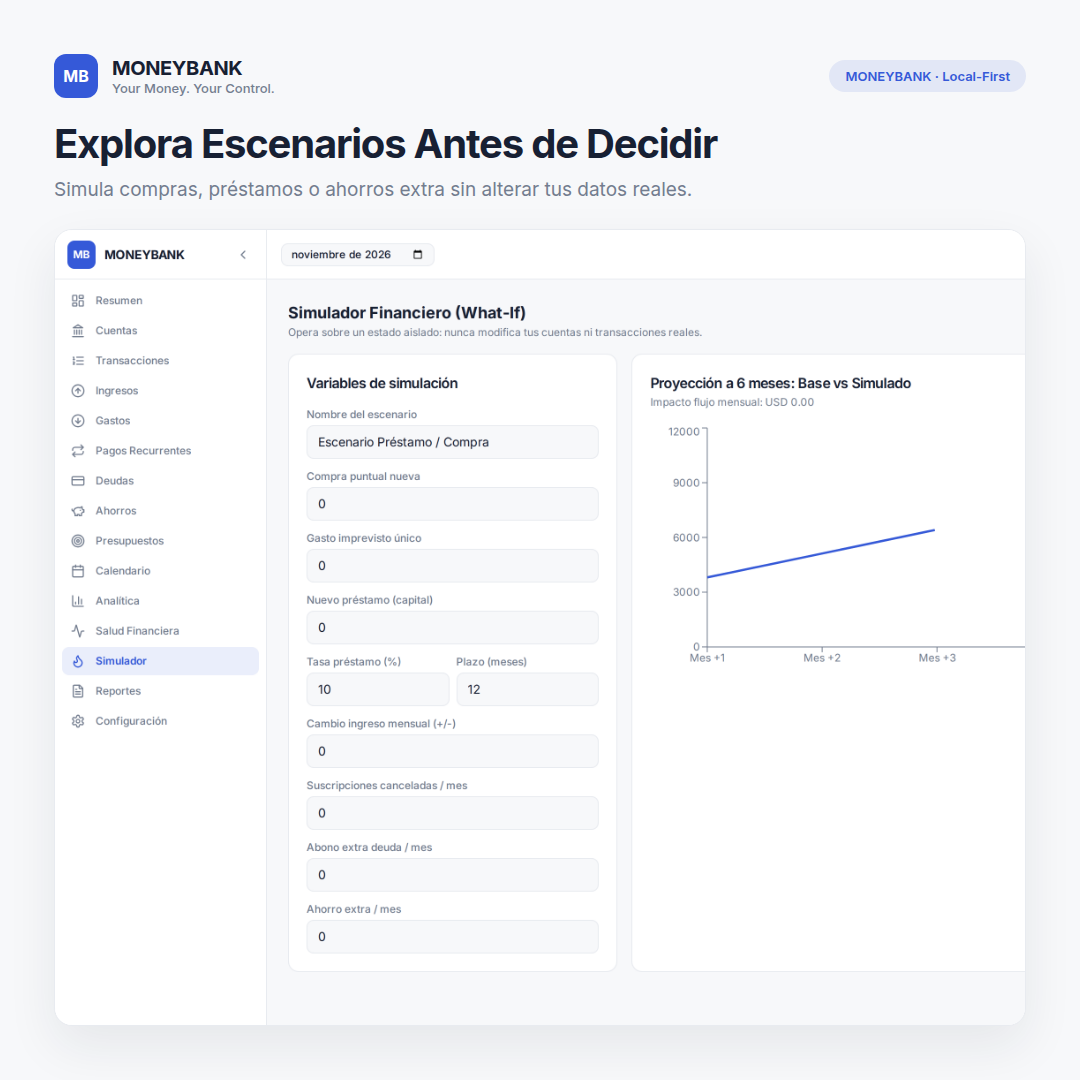 MB
MONEYBANK
Your Money. Your Control.
MONEYBANK · Local-First
Explora Escenarios Antes de Decidir
Simula compras, préstamos o ahorros extra sin alterar tus datos reales.
MB MONEYBANK
Resumen
Cuentas
Transacciones
Ingresos
Gastos
Pagos Recurrentes
Deudas
Ahorros
Presupuestos
Calendario
Analítica
Salud Financiera
Simulador
Reportes
Configuración
noviembre de 2026
Simulador Financiero (What-If)
Opera sobre un estado aislado: nunca modifica tus cuentas ni transacciones reales.
Variables de simulación
Nombre del escenario
Escenario Préstamo / Compra
Compra puntual nueva
0
Gasto imprevisto único
0
Nuevo préstamo (capital)
0
Tasa préstamo (%) Plazo (meses)
10 12
Cambio ingreso mensual (+/-)
0
Suscripciones canceladas / mes
0
Abono extra deuda / mes
0
Ahorro extra / mes
0
Proyección a 6 meses: Base vs Simulado
Impacto flujo mensual: USD 0.00
12000
9000
6000
3000
0
Mes +1 Mes +2 Mes +3